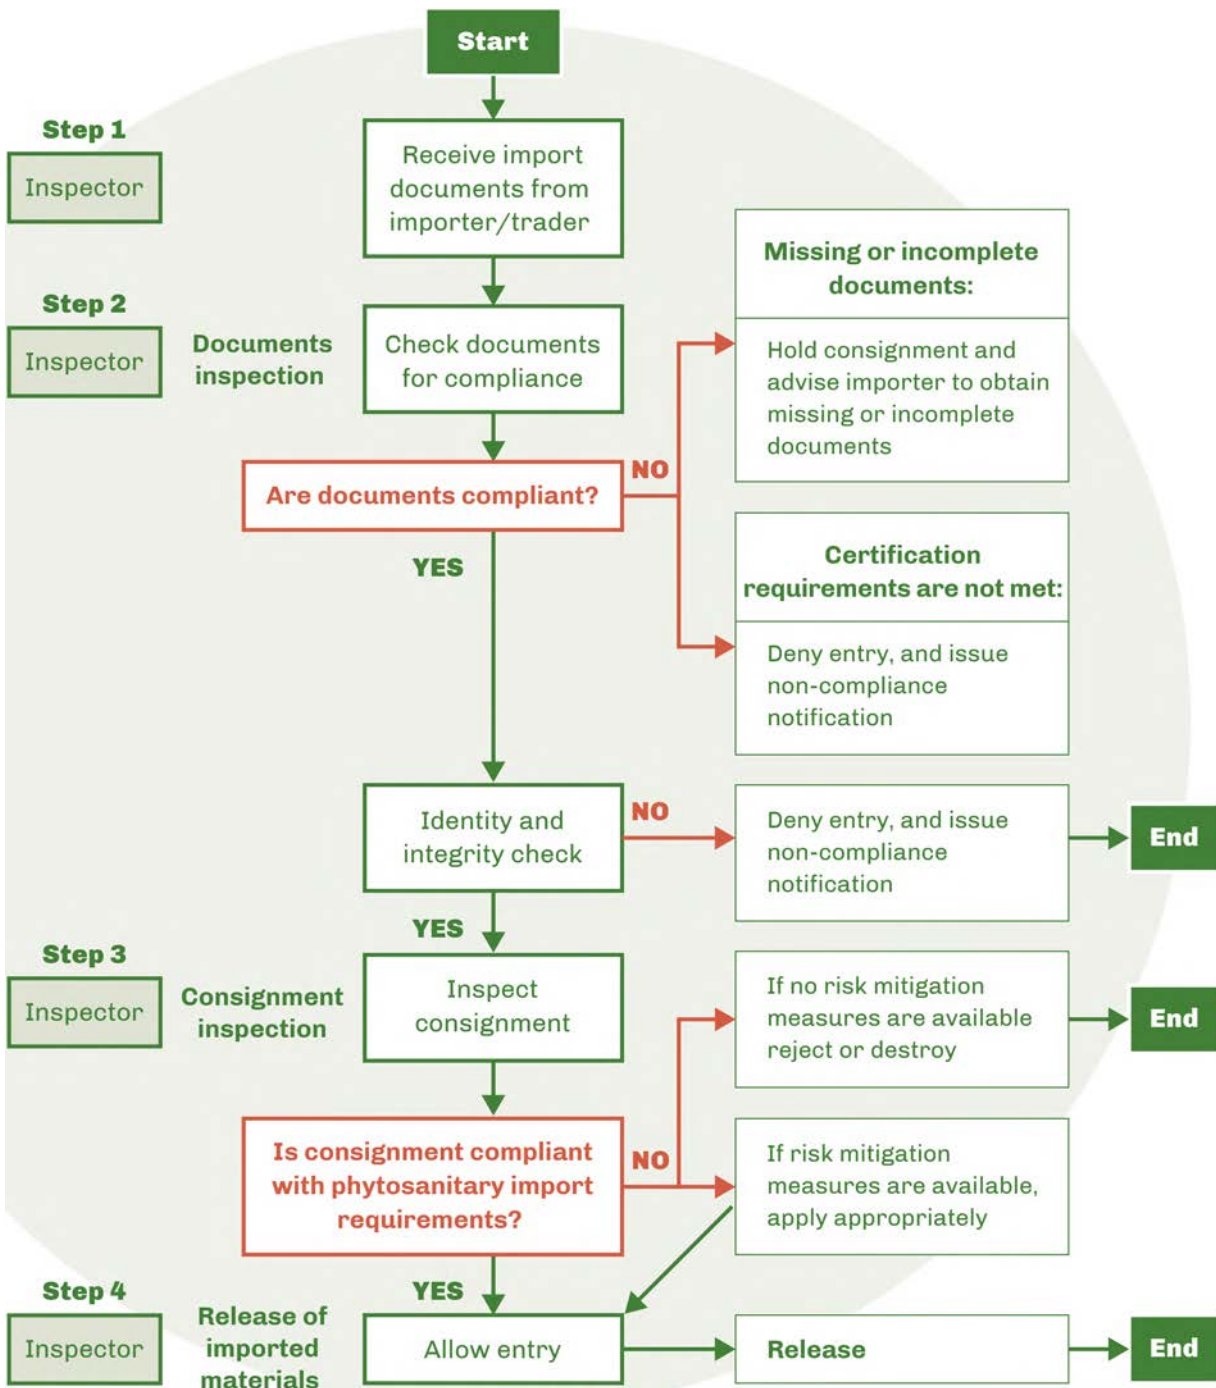 Start
Step 1
Inspector
Receive import
documents from
importer/trader
Step 2
Inspector
Documents
inspection
Check documents
for compliance
Missing or incomplete
documents:
Hold consignment and
advise importer to obtain
missing or incomplete
documents
Are documents compliant?
NO
YES
Certification
requirements are not met:
Deny entry, and issue
non-compliance
notification
Identity and
integrity check
NO
Deny entry, and issue
non-compliance
notification
End
YES
Step 3
Inspector
Consignment
inspection
Inspect
consignment
If no risk mitigation
measures are available
reject or destroy
End
Is consignment compliant
with phytosanitary import
requirements?
NO
If risk mitigation
measures are available,
apply appropriately
YES
Step 4
Inspector
Release of
imported
materials
Allow entry
Release
End